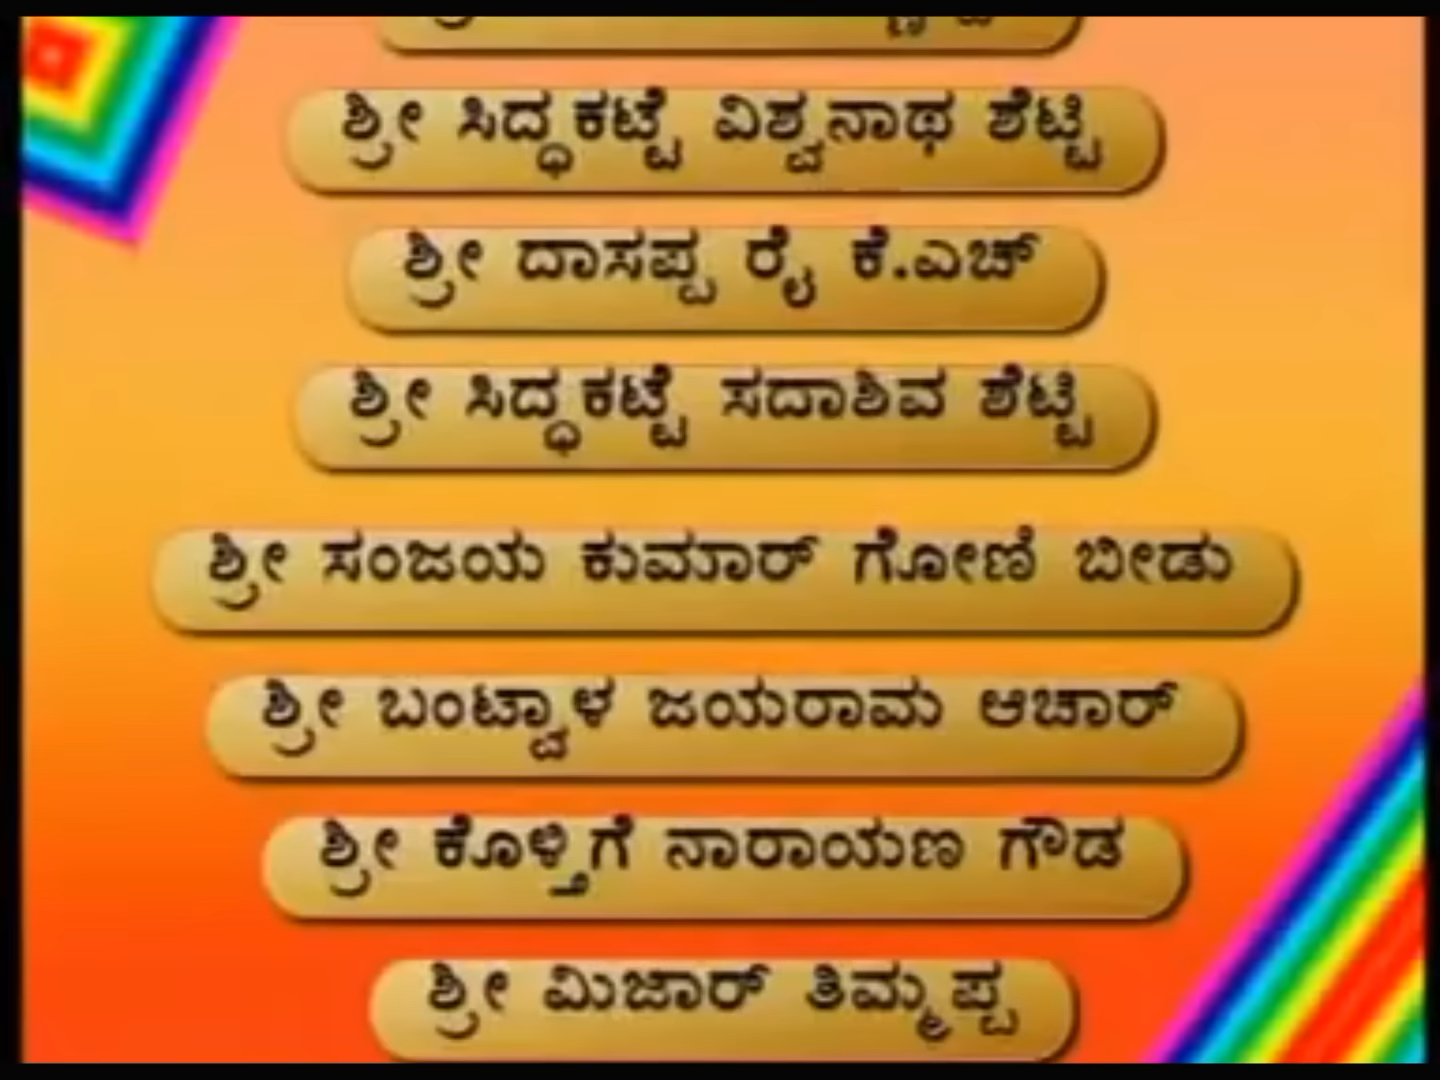 ಶ್ರೀ ಸಿದ್ಧಕಟ್ಟೆ ವಿಶ್ವನಾಥ ಶೆಟ್ಟಿ
ಶ್ರೀ ದಾಸಪ್ಪ ರೈ ಕೆ.ಎಚ್
ಶ್ರೀ ಸಿದ್ಧಕಟ್ಟೆ ಸದಾಶಿವ ಶೆಟ್ಟಿ
ಶ್ರೀ ಸಂಜಯ ಕುಮಾರ್ ಗೋಣಿ ಬೀಡು
ಶ್ರೀ ಬಂಟ್ವಾಳ ಜಯರಾಮ ಆಚಾರ್
ಶ್ರೀ ಕೊಳ್ತಿಗೆ ನಾರಾಯಣ ಗೌಡ
ಶ್ರೀ ಮಿಜಾರ್ ತಿಮ್ಮಪ್ಪ